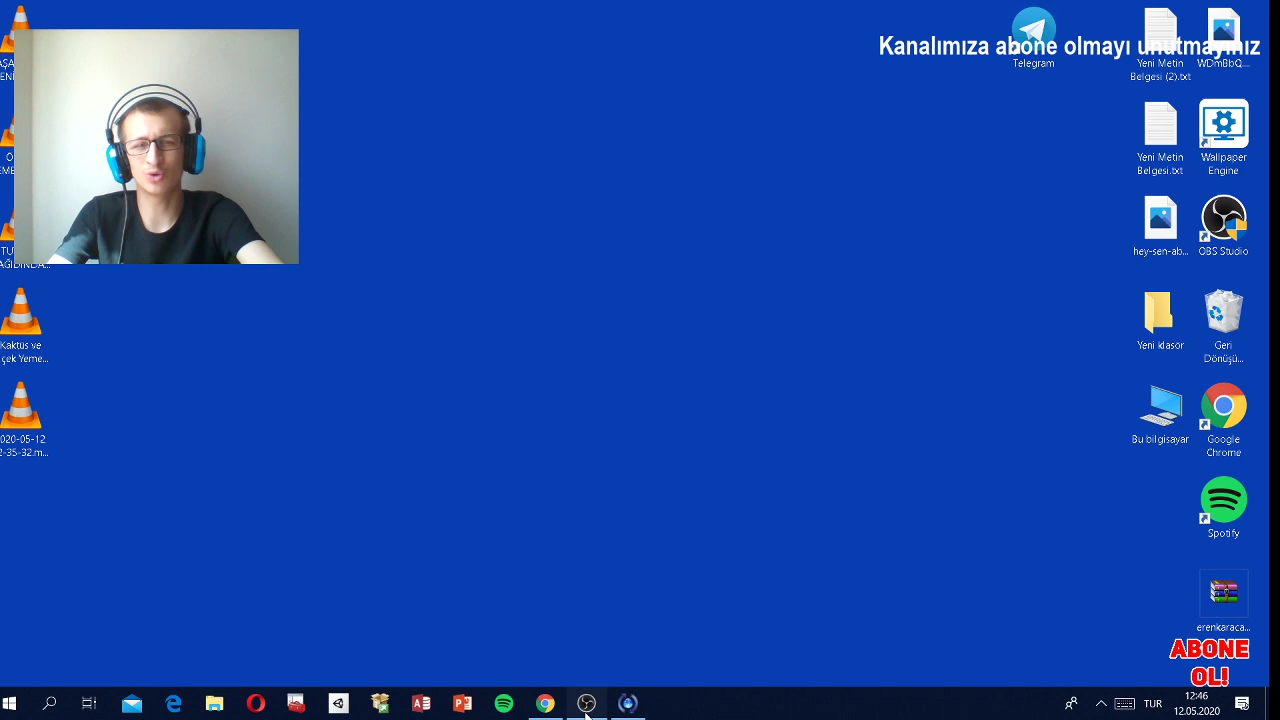 Kanalımıza abone olmayı unutmayınız
Telegram
Yeni Metin
Belgesi (2).txt
WDmBbQ...
Yeni Metin
Belgesi.txt
Wallpaper
Engine
hey-sen-ab...
OBS Studio
Kaktüs ve
çek Yeme...
Yeni klasör
Geri
Dönüşü...
020-05-12
2-35-32.m...
Bu bilgisayar
Google
Chrome
Spotify
erenkaraca...
ABONE
OL!
TUR
12:46
12.05.2020